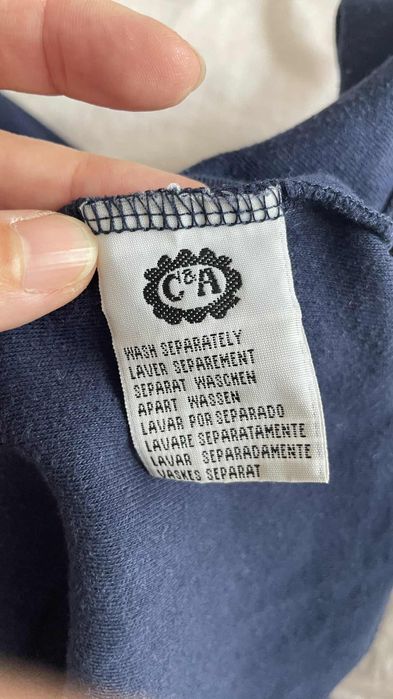 C&A
WASH SEPARATELY
LAVER SEPAREMENT
SEPARAT WASCHEN
APART WASSEN
LAVAR POR SEPARADO
LAVARE SEPARATAMENTE
LAVAR SEPARADAMENTE
VASKES SEPARAT